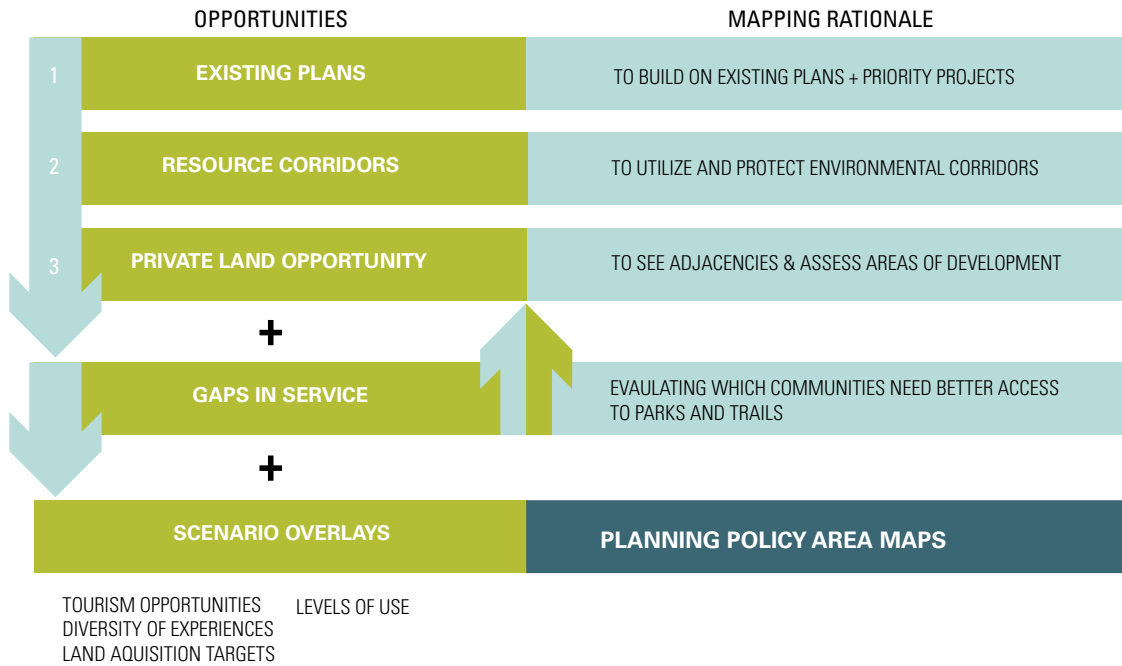 OPPORTUNITIES
MAPPING RATIONALE
1
EXISTING PLANS
TO BUILD ON EXISTING PLANS + PRIORITY PROJECTS
2
RESOURCE CORRIDORS
TO UTILIZE AND PROTECT ENVIRONMENTAL CORRIDORS
3
PRIVATE LAND OPPORTUNITY
TO SEE ADJACENCIES & ASSESS AREAS OF DEVELOPMENT
+
GAPS IN SERVICE
EVAULATING WHICH COMMUNITIES NEED BETTER ACCESS
TO PARKS AND TRAILS
+
SCENARIO OVERLAYS
PLANNING POLICY AREA MAPS
TOURISM OPPORTUNITIES
DIVERSITY OF EXPERIENCES
LAND AQUISITION TARGETS
LEVELS OF USE